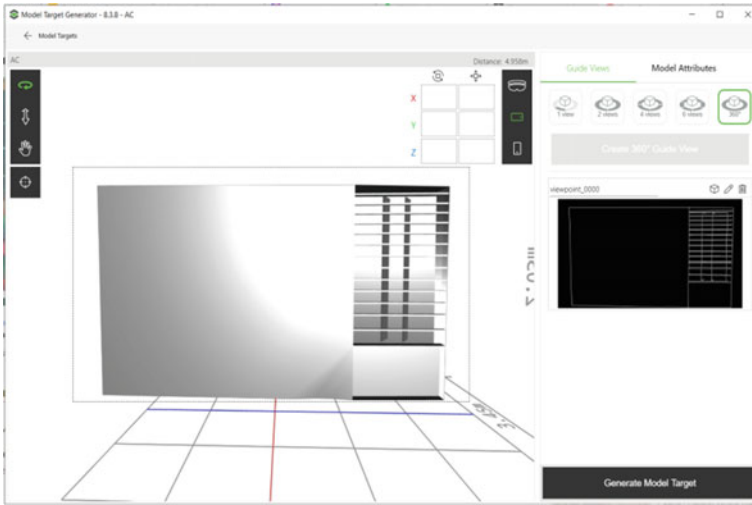 Model Target Generator - 8.3.8 - AC
Model Targets
AC
Distance: 4.958m
Guide Views
Model Attributes
X
Y
Z
1 view
2 views
4 views
6 views
360°
Create 360° Guide View
viewpoint_0000
Generate Model Target